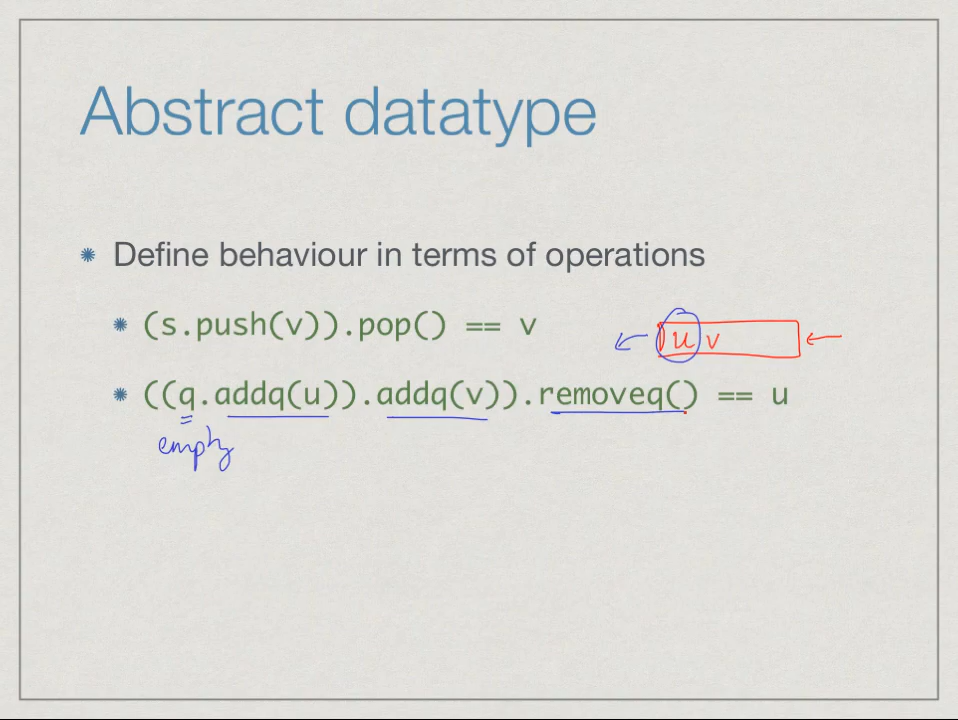 Abstract datatype
Define behaviour in terms of operations
(s.push(v)).pop() == v
u v
((q.addq(u)).addq(v)).removeq() == u
empty